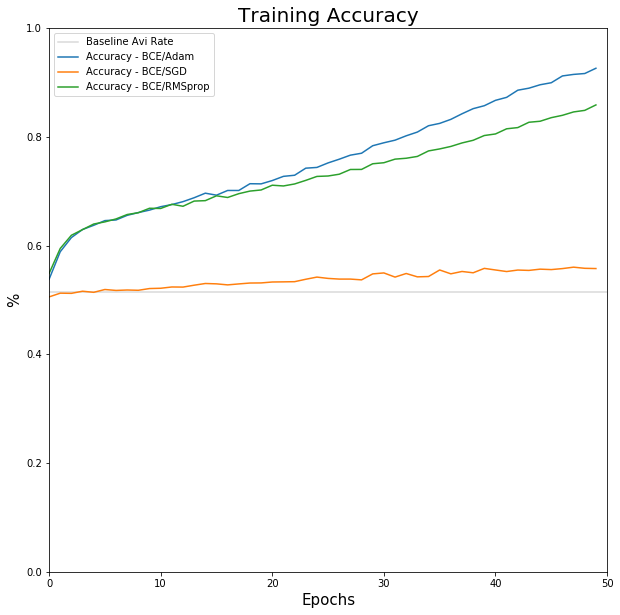 Training Accuracy
Baseline Avi Rate
Accuracy - BCE/Adam
Accuracy - BCE/SGD
Accuracy - BCE/RMSprop
1.0
0.8
0.6
0.4
0.2
0.0
%
0 10 20 30 40 50
Epochs